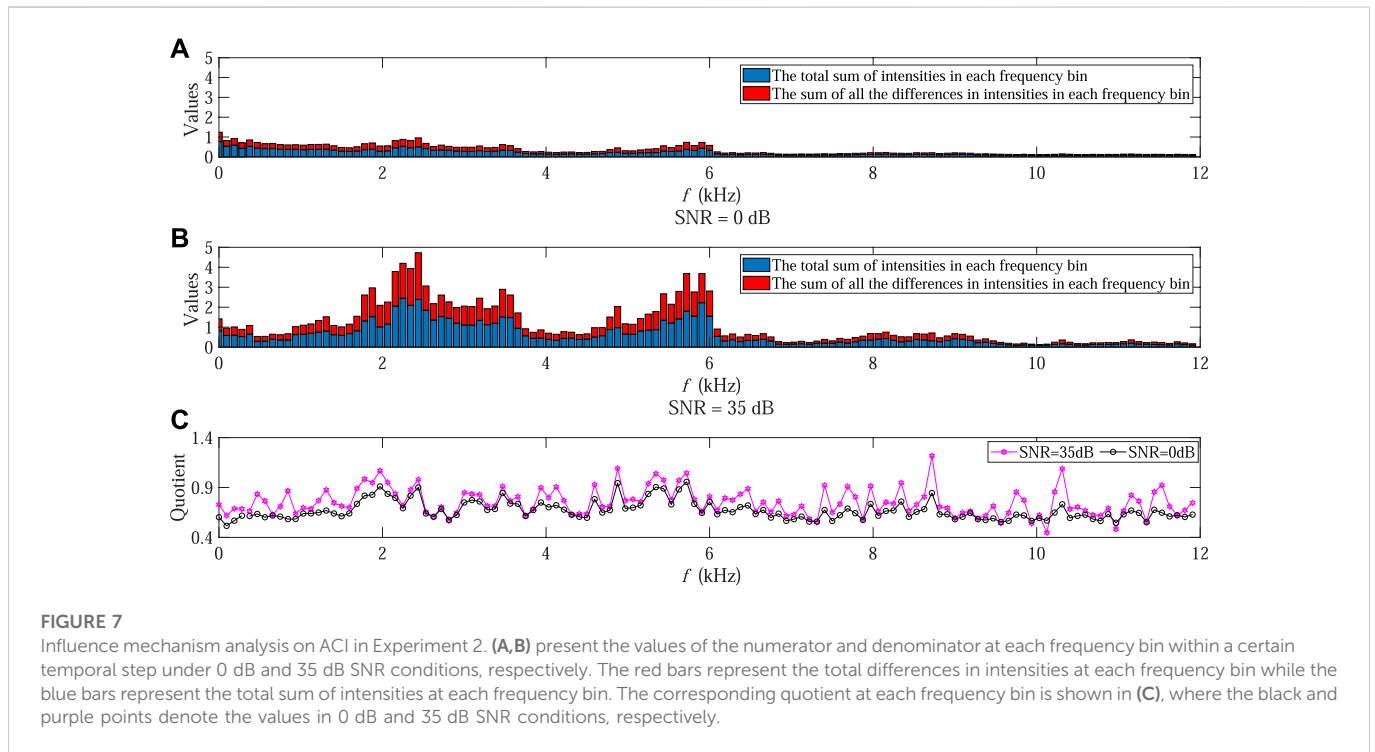 A
5
4
3
2
1
0
Values
The total sum of intensities in each frequency bin
The sum of all the differences in intensities in each frequency bin
0 2 4 6 8 10 12
f (kHz)
SNR = 0 dB
B
5
4
3
2
1
0
Values
The total sum of intensities in each frequency bin
The sum of all the differences in intensities in each frequency bin
0 2 4 6 8 10 12
f (kHz)
SNR = 35 dB
C
1.4
0.9
0.4
Quotient
SNR=35dB SNR=0dB
0 2 4 6 8 10 12
f (kHz)
FIGURE 7
Influence mechanism analysis on ACI in Experiment 2. (A,B) present the values of the numerator and denominator at each frequency bin within a certain
temporal step under 0 dB and 35 dB SNR conditions, respectively. The red bars represent the total differences in intensities at each frequency bin while the
blue bars represent the total sum of intensities at each frequency bin. The corresponding quotient at each frequency bin is shown in (C), where the black and
purple points denote the values in 0 dB and 35 dB SNR conditions, respectively.